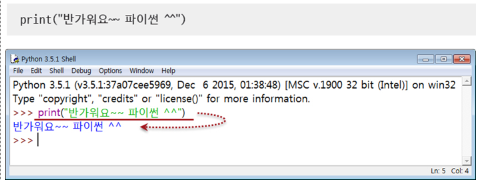 print("반가워요~~ 파이썬 ^^")
Python 3.5.1 Shell
File Edit Shell Debug Options Window Help
Python 3.5.1 (v3.5.1:37a07cee5969, Dec  6 2015, 01:38:48) [MSC v.1900 32 bit (Intel)] on win32
Type "copyright", "credits" or "license()" for more information.
>>> print("반가워요~~ 파이썬 ^^")
반가워요~~ 파이썬 ^^
>>>
Ln: 5 Col: 4